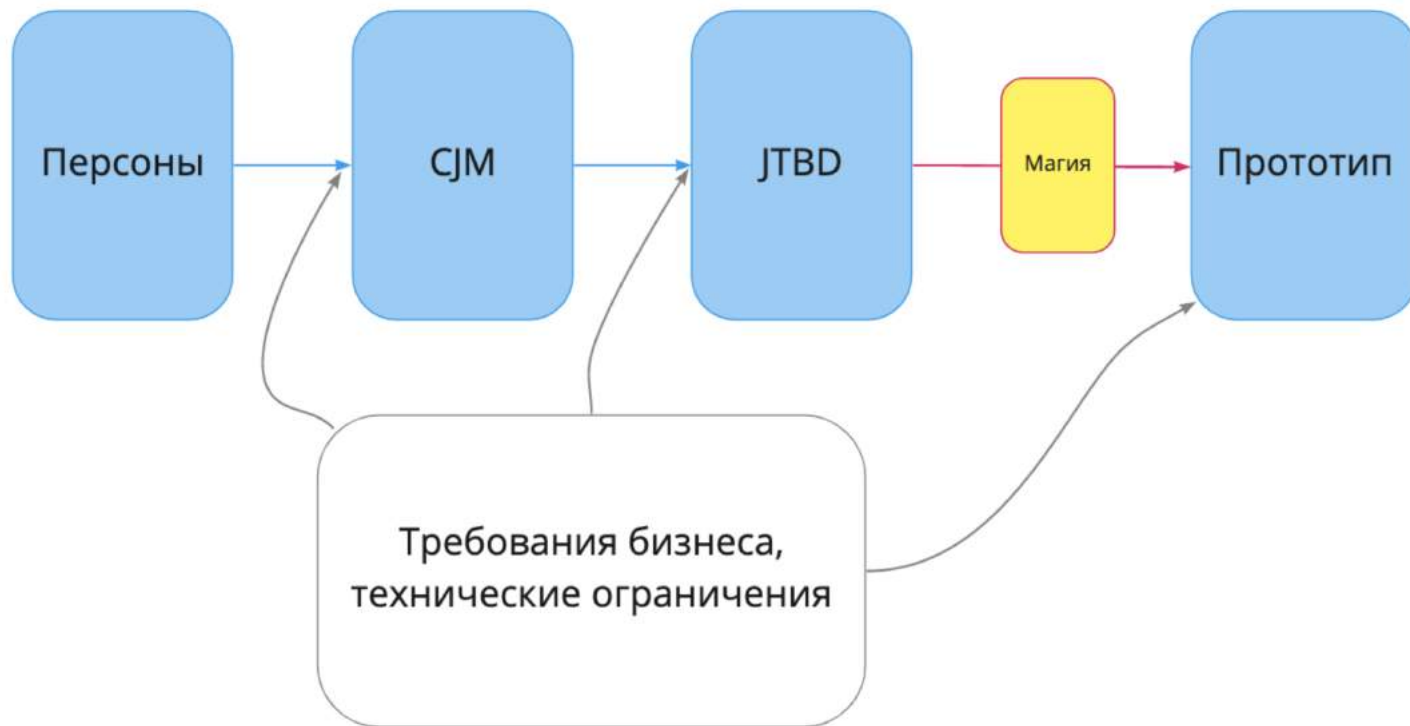 Персоны
CJM
JTBD
Магия
Прототип
Требования бизнеса,
технические ограничения